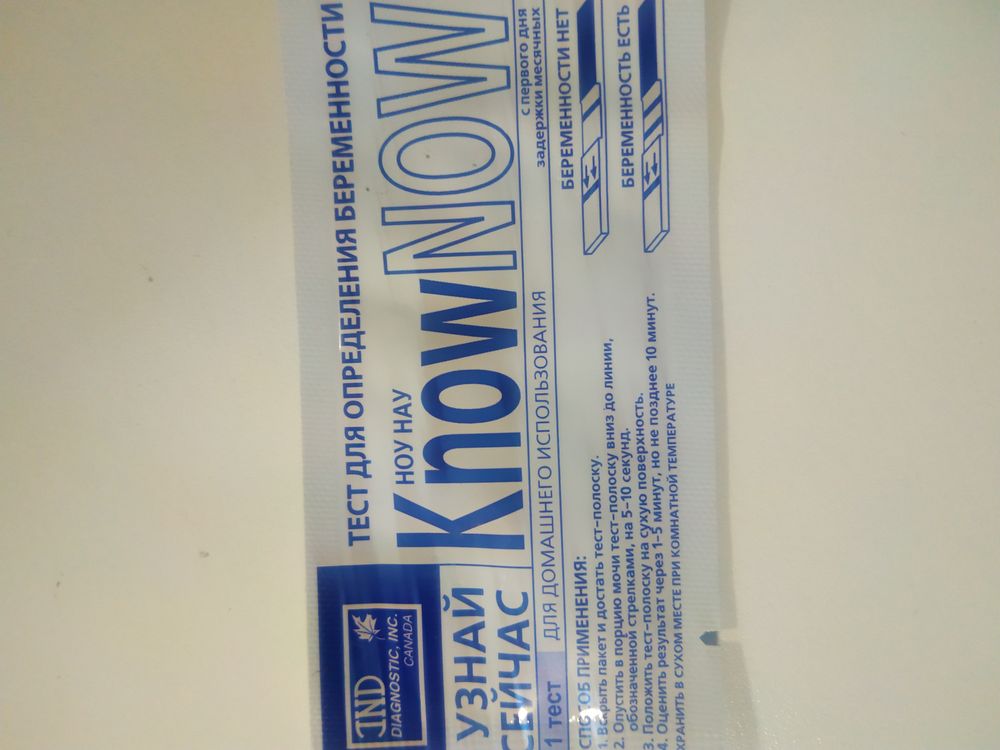 ТЕСТ ДЛЯ ОПРЕДЕЛЕНИЯ БЕРЕМЕННОСТИ
JND
DIAGNOSTIC, INC.
CANADA
НОУ НАУ
KnowNOW
УЗНАЙ
СЕЙЧАС
с первого дня
задержки месячных
1 тест
ДЛЯ ДОМАШНЕГО ИСПОЛЬЗОВАНИЯ
БЕРЕМЕННОСТИ НЕТ
БЕРЕМЕННОСТЬ ЕСТЬ
СПОСОБ ПРИМЕНЕНИЯ:
1. Вскрыть пакет и достать тест-полоску.
2. Опустить в порцию мочи тест-полоску вниз до линии,
обозначенной стрелками, на 5-10 секунд.
3. Положить тест-полоску на сухую поверхность.
4. Оценить результат через 1-5 минут, но не позднее 10 минут.
ХРАНИТЬ В СУХОМ МЕСТЕ ПРИ КОМНАТНОЙ ТЕМПЕРАТУРЕ